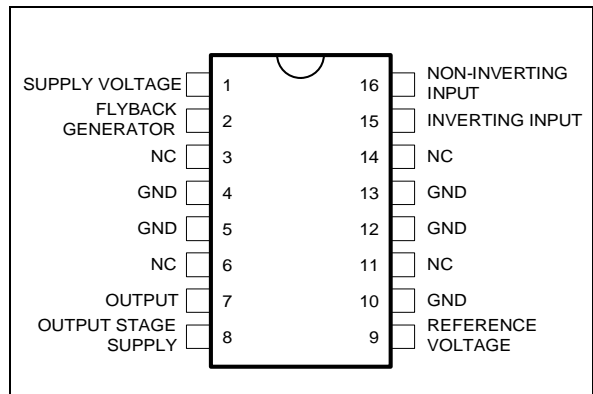 SUPPLY VOLTAGE 1 16 NON-INVERTING
INPUT
FLYBACK
GENERATOR 2 15 INVERTING INPUT
NC 3 14 NC
GND 4 13 GND
GND 5 12 GND
NC 6 11 NC
OUTPUT 7 10 GND
OUTPUT STAGE
SUPPLY 8 9 REFERENCE
VOLTAGE